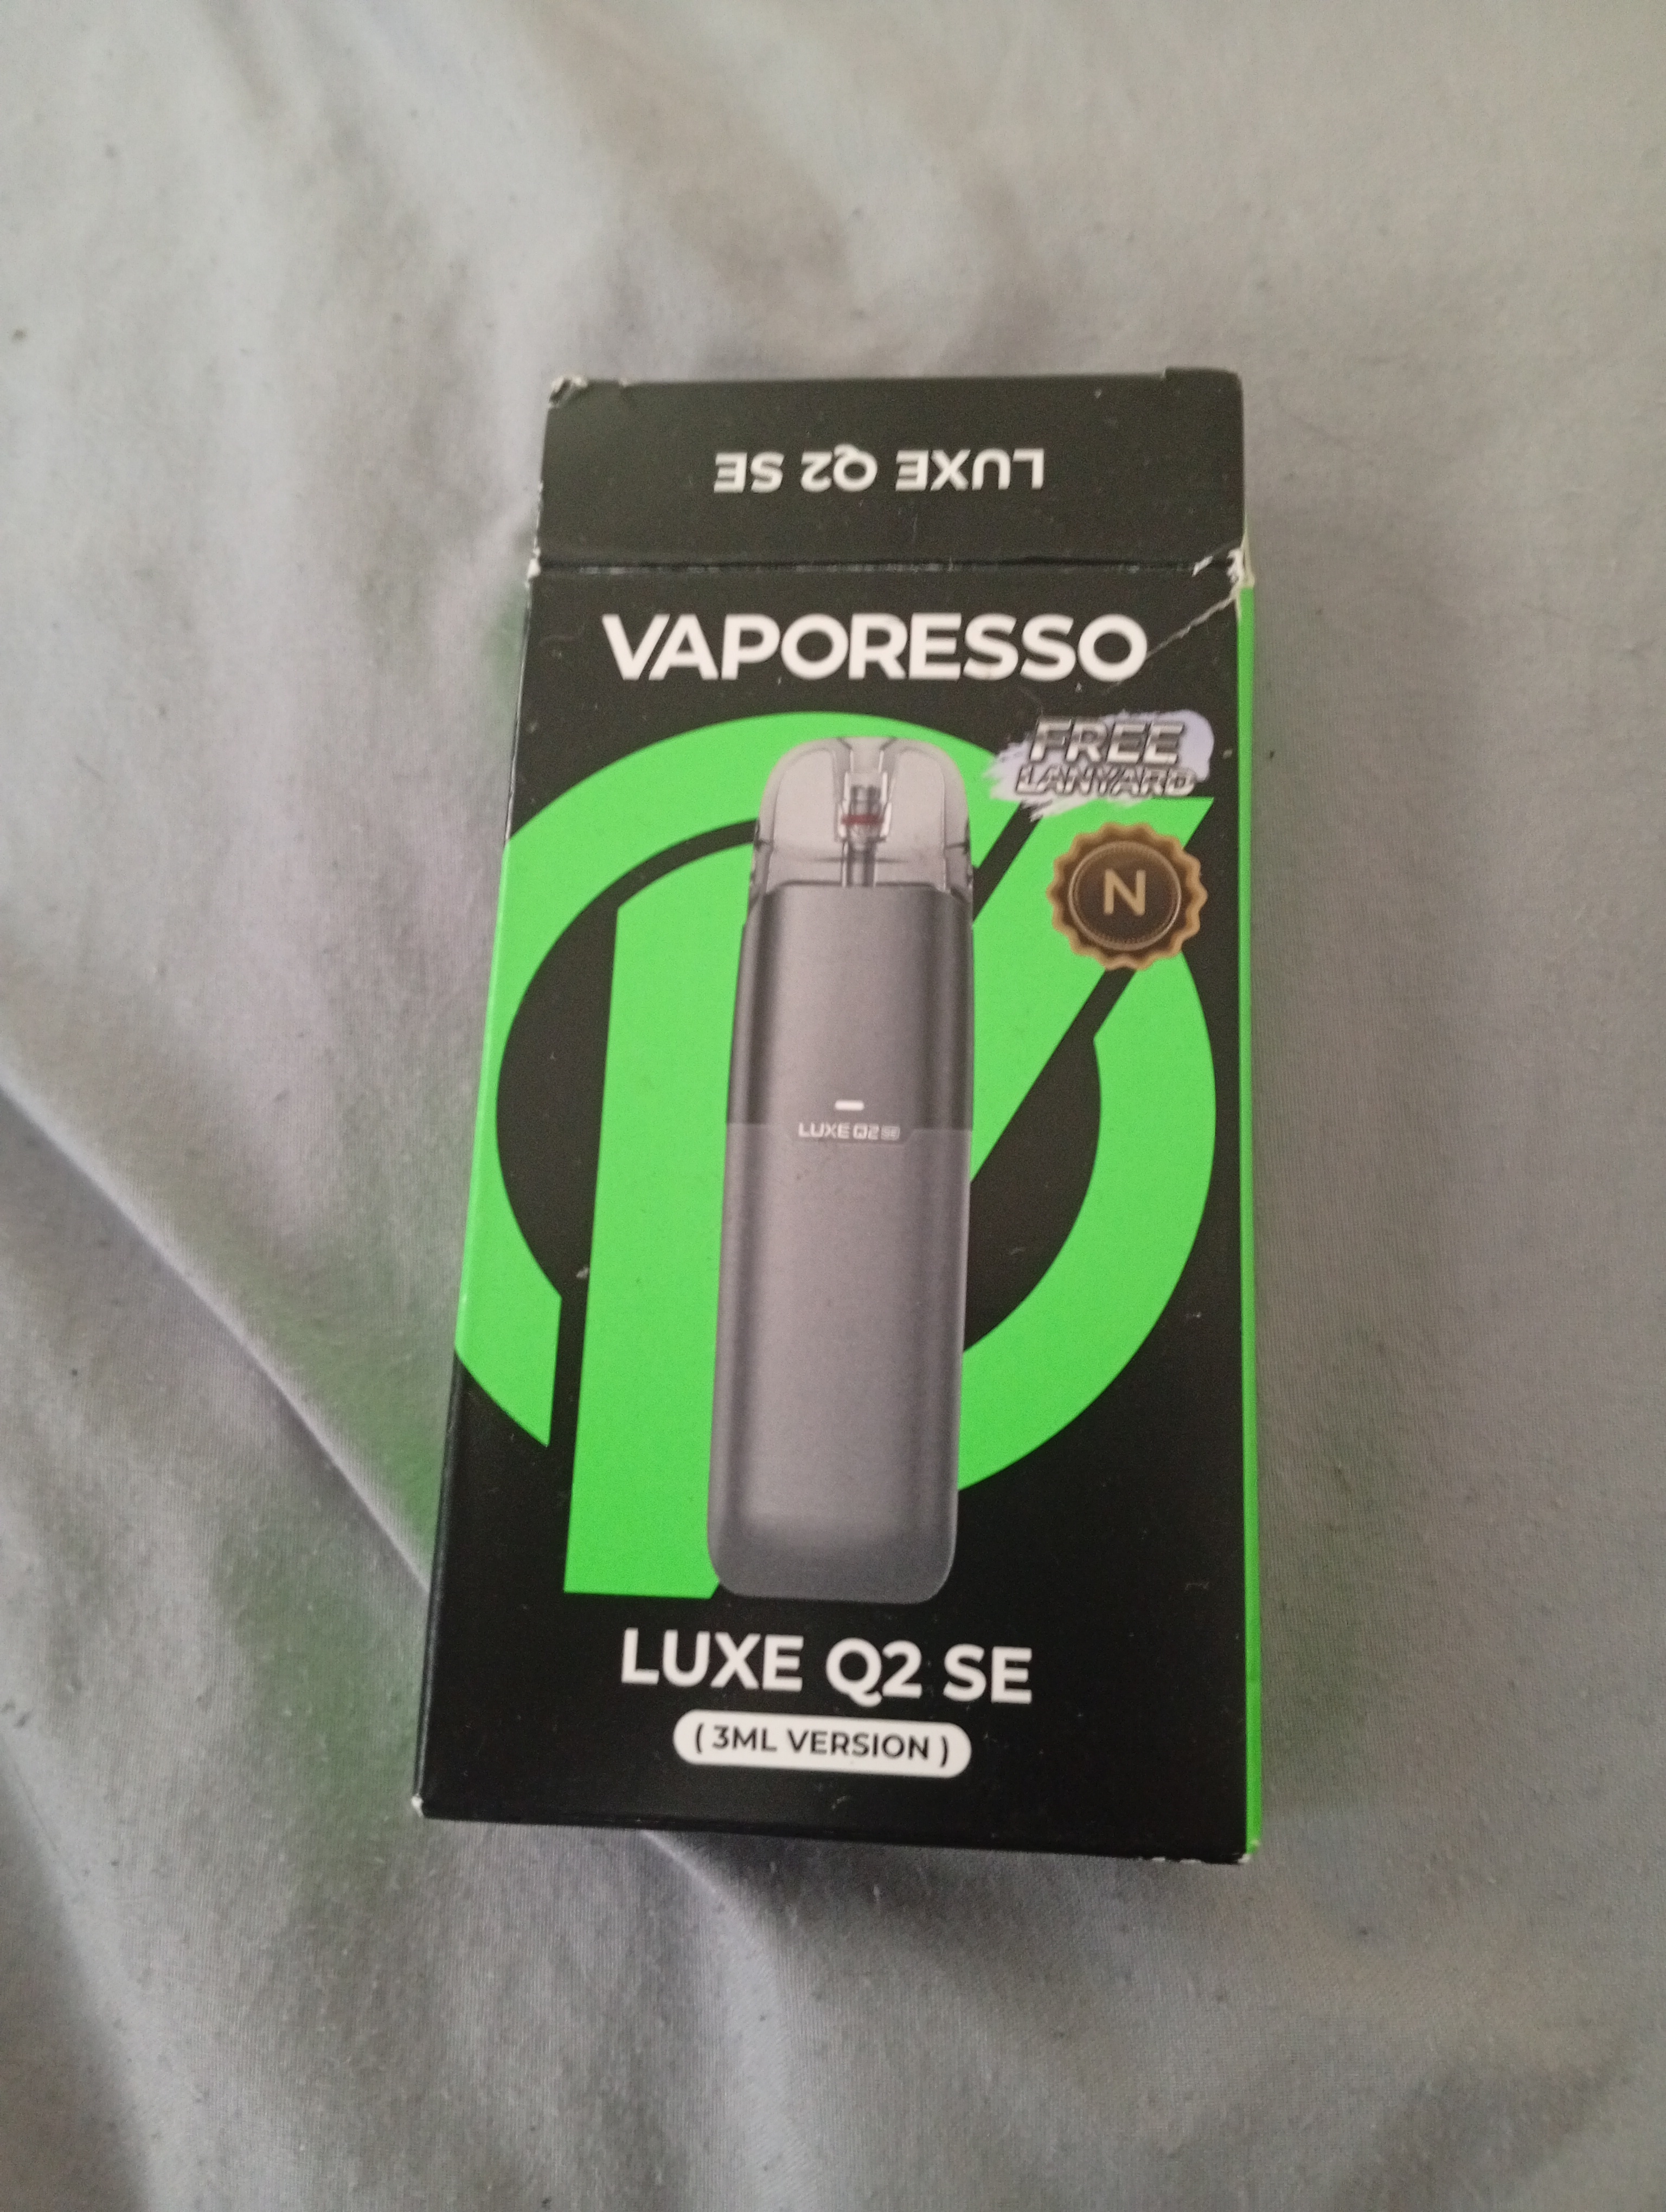 LUXE Q2 SE
VAPORESSO
FREE
LANYARD
N
LUXE Q2 SE
LUXE Q2 SE
( 3ML VERSION )